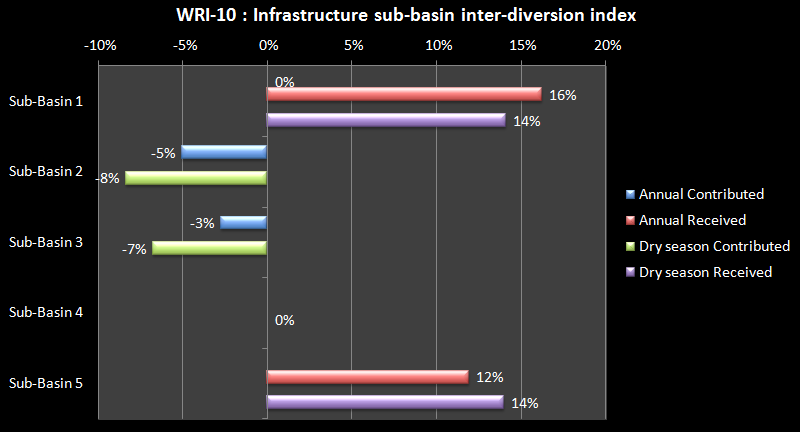 WRI-10 : Infrastructure sub-basin inter-diversion index
-10% -5% 0% 5% 10% 15% 20%
0%
Sub-Basin 1
16%
14%
-5%
Sub-Basin 2
-8%
-3%
Sub-Basin 3
-7%
Sub-Basin 4
0%
12%
Sub-Basin 5
14%
Annual Contributed
Annual Received
Dry season Contributed
Dry season Received